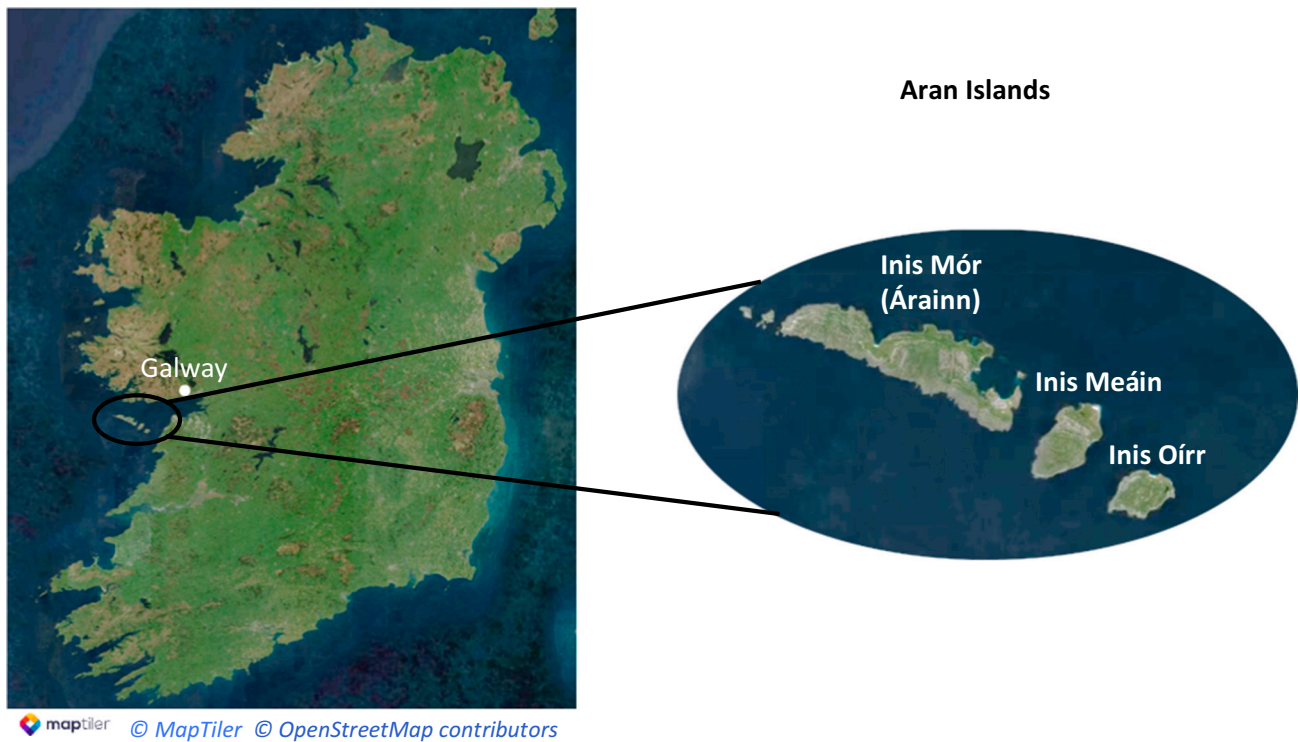 Aran Islands
Inis Mór
(Árainn)
Galway
Inis Meáin
Inis Oírr
maptiler © MapTiler © OpenStreetMap contributors